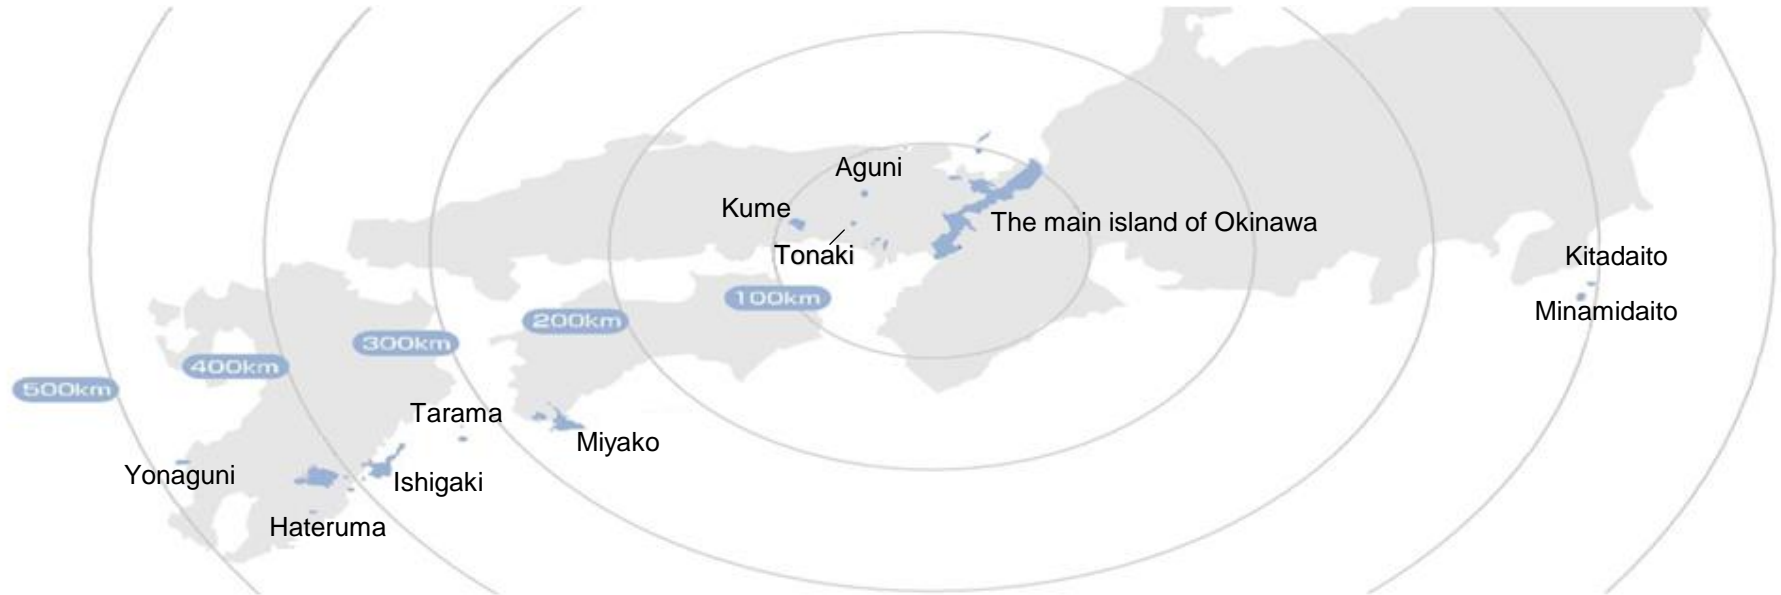 Aguni
Kume
The main island of Okinawa
Tonaki
Kitadaito
100km
Minamidaito
200km
300km
400km
500km
Tarama
Miyako
Yonaguni
Ishigaki
Hateruma